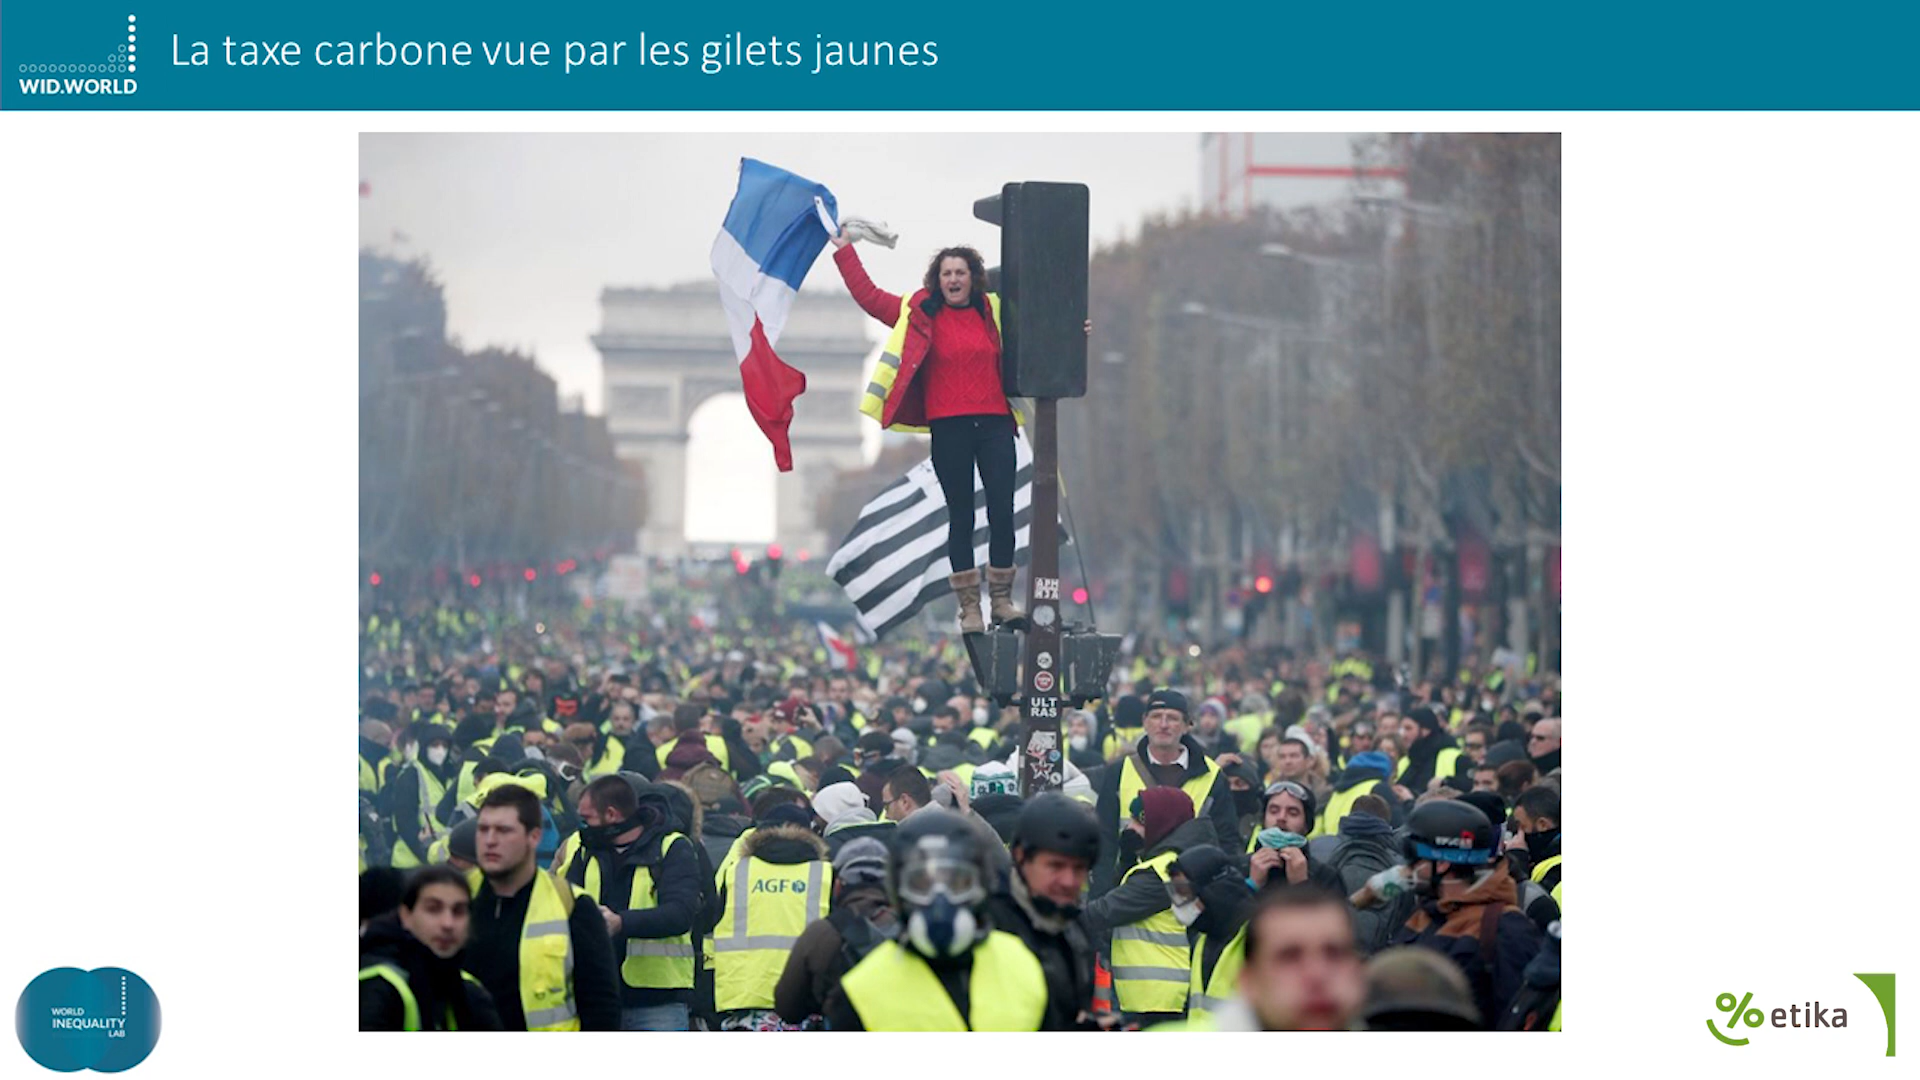 La taxe carbone vue par les gilets jaunes
WID.WORLD
ULT
RAS
AGF
WORLD
INEQUALITY
LAB
% etika